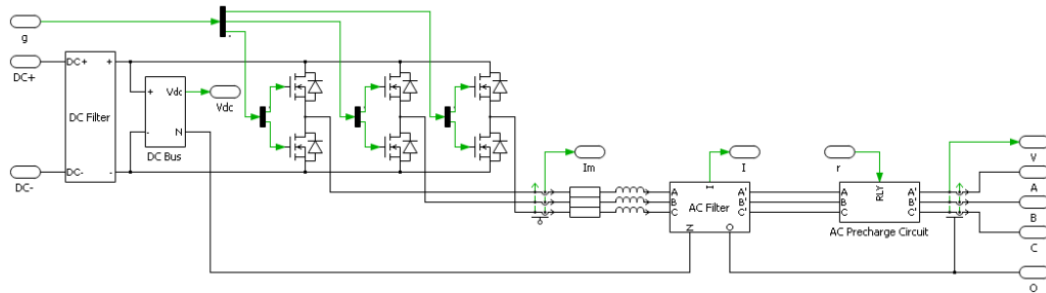 g
DC+
DC-
DC+ +
DC Filter
DC- -
+ Vdc
- N
DC Bus
Vdc
Im
I
r
I
A A'
B AC Filter B'
C C'
N O
RLY
A A'
B B'
C C'
AC Precharge Circuit
V
A
B
C
O